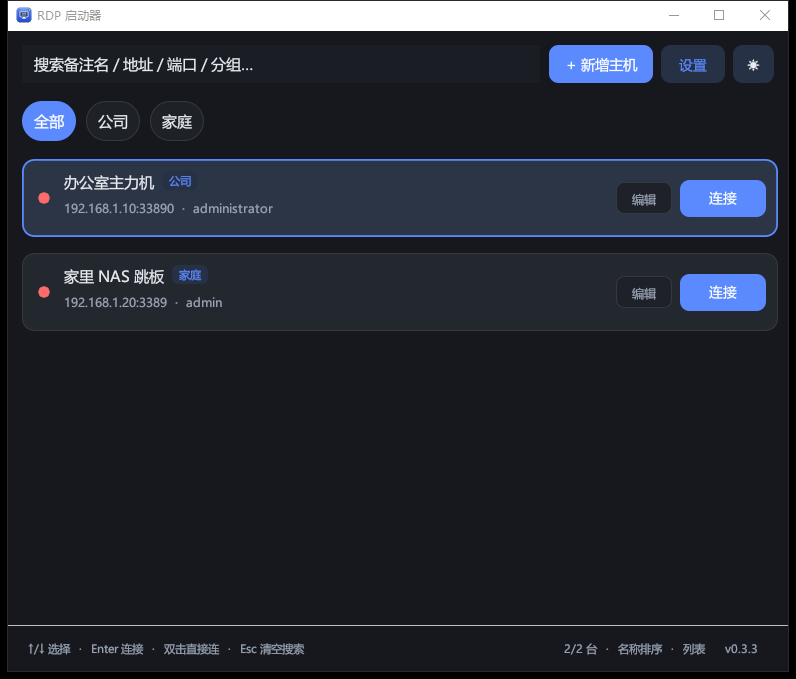 RDP 启动器
搜索备注名 / 地址 / 端口 / 分组... + 新增主机 设置
全部 公司 家庭
办公室主力机 公司
192.168.1.10:33890 · administrator
编辑 连接
家里 NAS 跳板 家庭
192.168.1.20:3389 · admin
编辑 连接
↑/↓ 选择 · Enter 连接 · 双击直接连 · Esc 清空搜索 2/2 台 · 名称排序 · 列表 v0.3.3